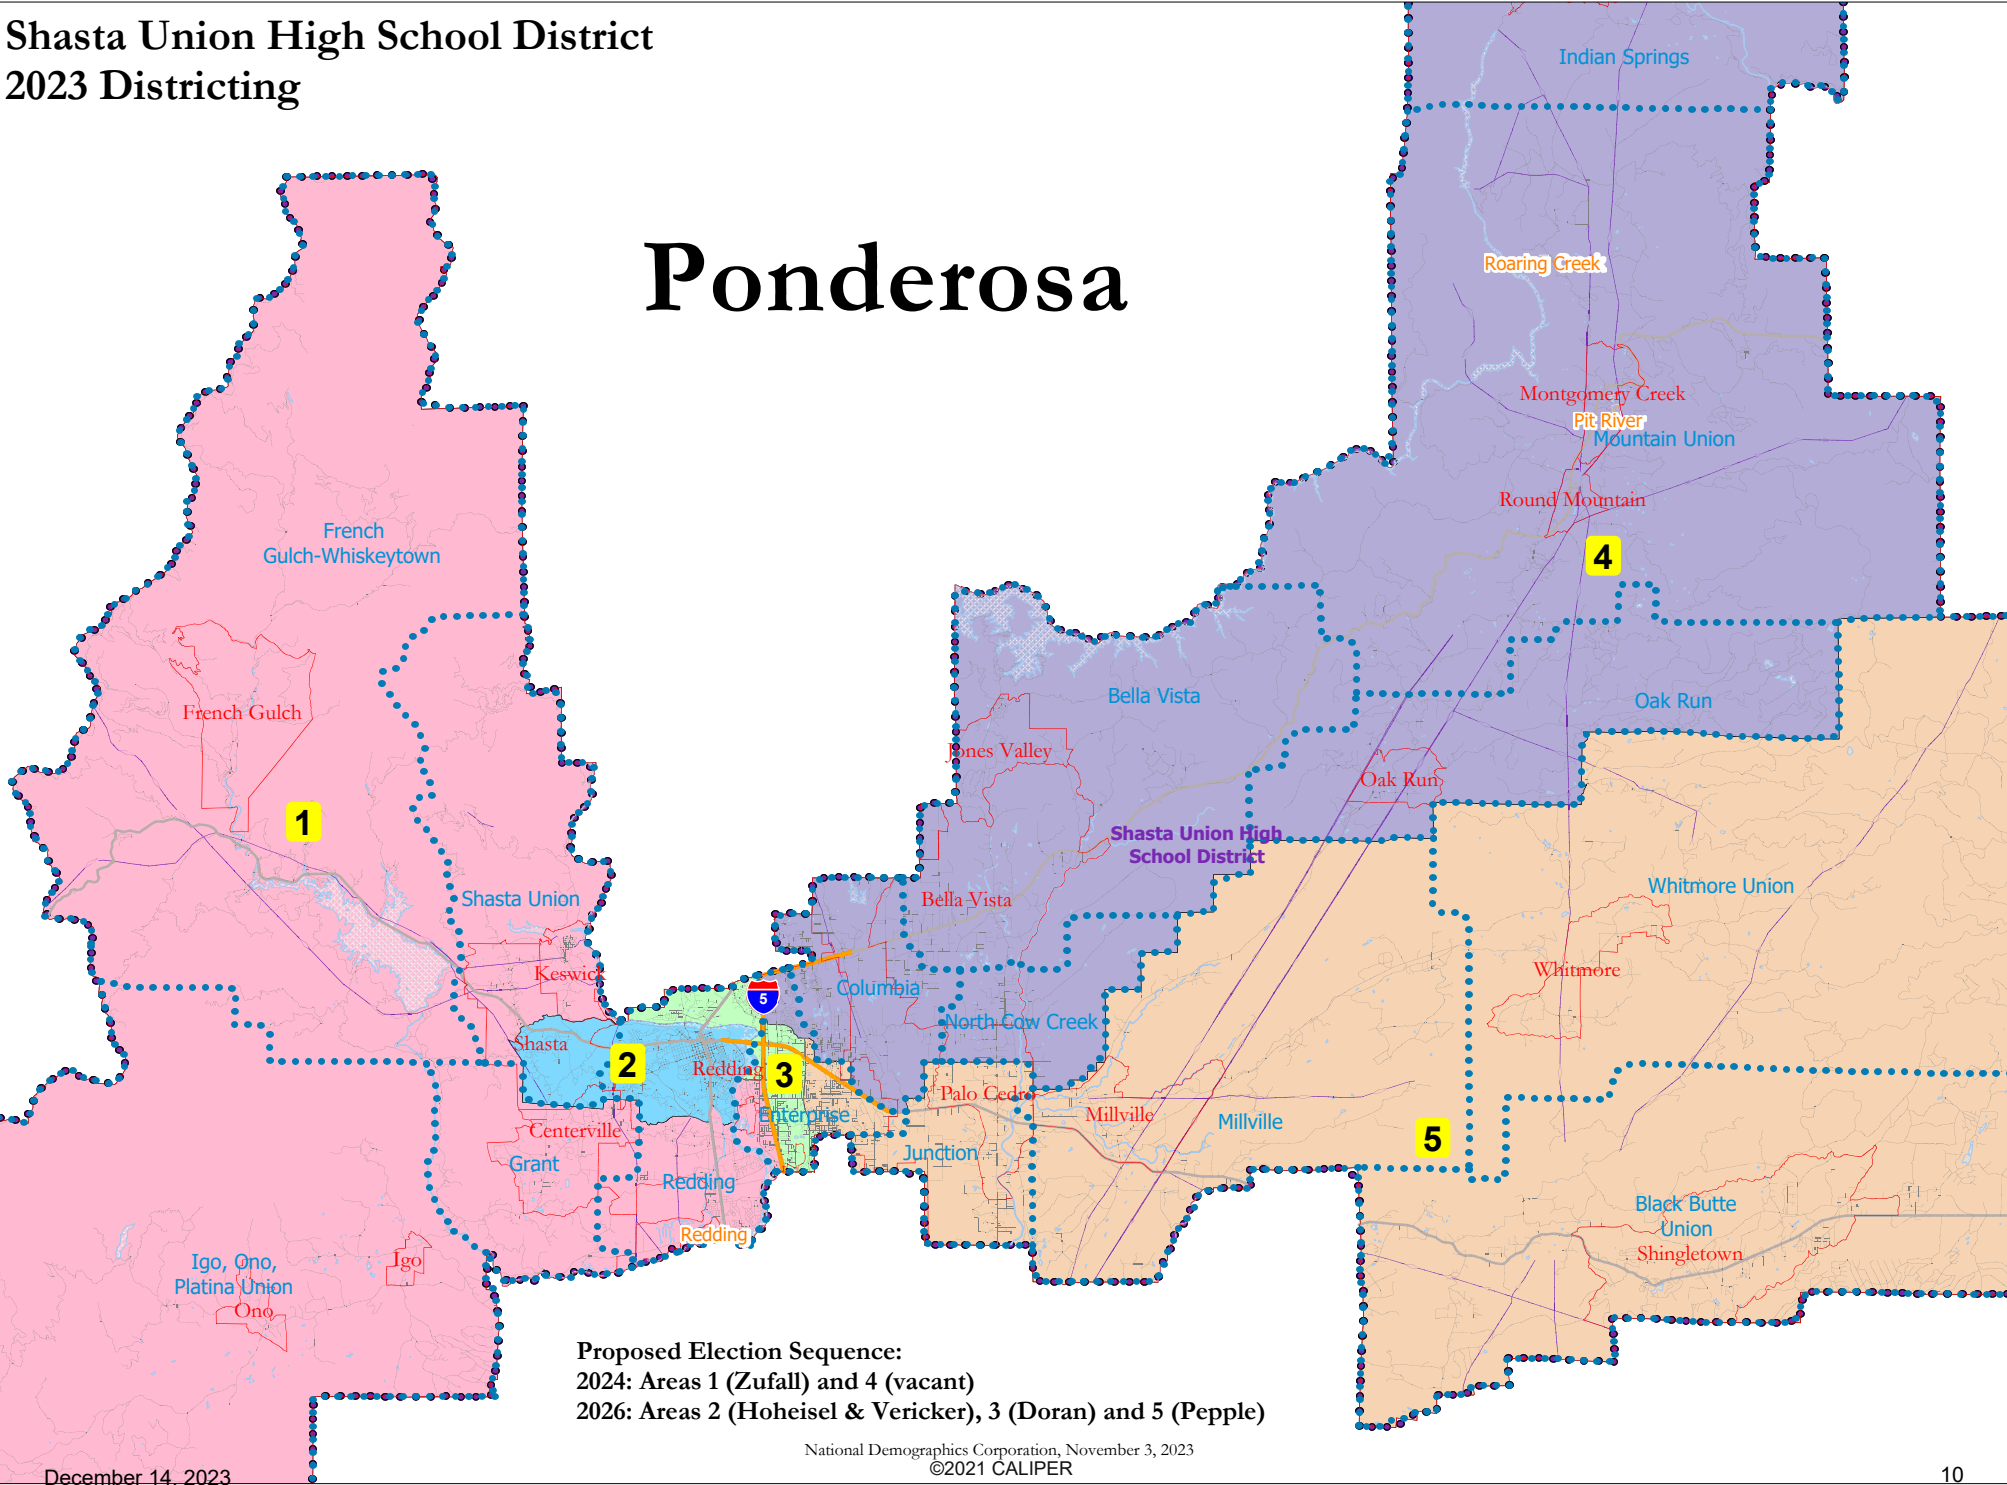 Shasta Union High School District
2023 Districting
Ponderosa
Indian Springs
Roaring Creek
Montgomery Creek
Pit River
Mountain Union
Round Mountain
4
French
Gulch-Whiskeytown
French Gulch
1
Bella Vista
Jones Valley
Oak Run
Oak Run
Shasta Union High
School District
Whitmore Union
Shasta Union
Bella Vista
Keswick
Whitmore
5
Columbia
North Cow Creek
Shasta
2
Redding
3
Enterprise
Palo Cedro
Millville
Millville
5
Centerville
Grant
Junction
Redding
Redding
Black Butte
Union
Shingletown
Igo, Ono,
Platina Union
Igo
Ono
Proposed Election Sequence:
2024: Areas 1 (Zufall) and 4 (vacant)
2026: Areas 2 (Hoheisel & Vericker), 3 (Doran) and 5 (Pepple)
National Demographics Corporation, November 3, 2023
©2021 CALIPER
December 14, 2023
10